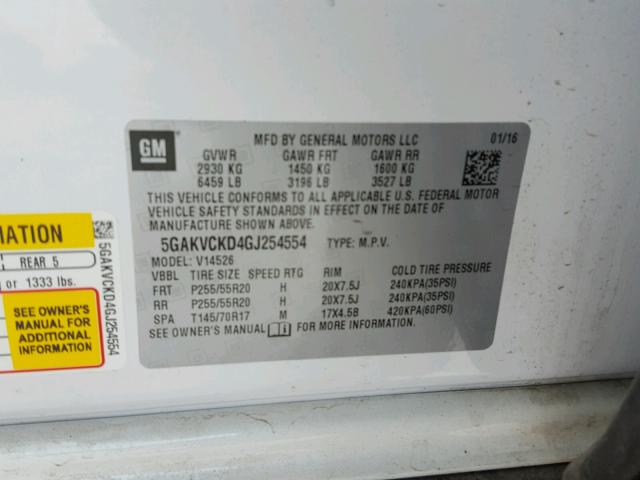 GM
MFD BY GENERAL MOTORS LLC 01/16
GVWR GAWR FRT GAWR RR
2930 KG 1450 KG 1600 KG
6459 LB 3196 LB 3527 LB
THIS VEHICLE CONFORMS TO ALL APPLICABLE U.S. FEDERAL MOTOR
VEHICLE SAFETY STANDARDS IN EFFECT ON THE DATE OF
MANUFACTURE SHOWN ABOVE.
5GAKVCKD4GJ254554 TYPE: M.P.V.
MODEL: V14526
VBBL TIRE SIZE SPEED RTG RIM COLD TIRE PRESSURE
FRT P255/55R20 H 20X7.5J 240KPA(35PSI)
RR P255/55R20 H 20X7.5J 240KPA(35PSI)
SPA T145/70R17 M 17X4.5B 420KPA(60PSI)
SEE OWNER'S MANUAL FOR MORE INFORMATION.
MATION
REAR 5
or 1333 lbs.
SEE OWNER'S
MANUAL FOR
ADDITIONAL
INFORMATION
5GAKVCKD4GJ254554